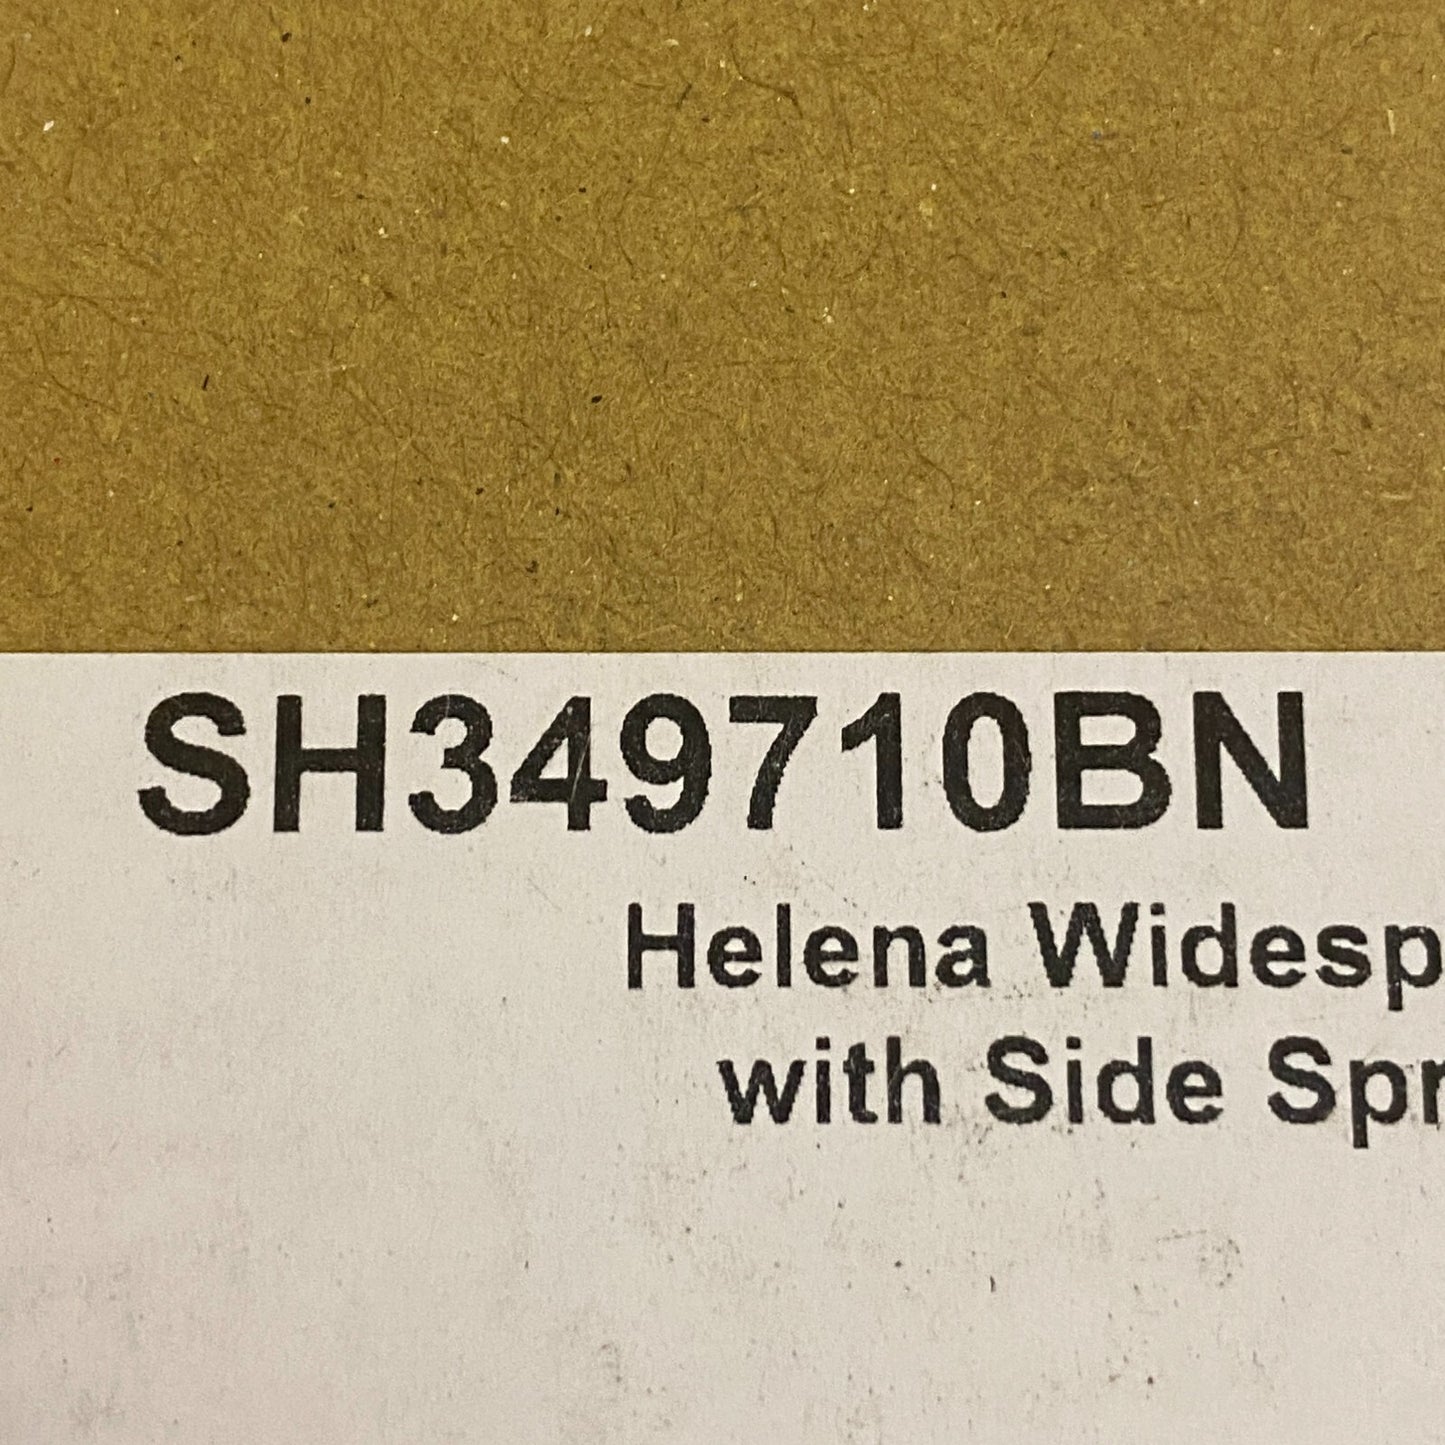 SH349710BN
Helena Widesp
with Side Spr